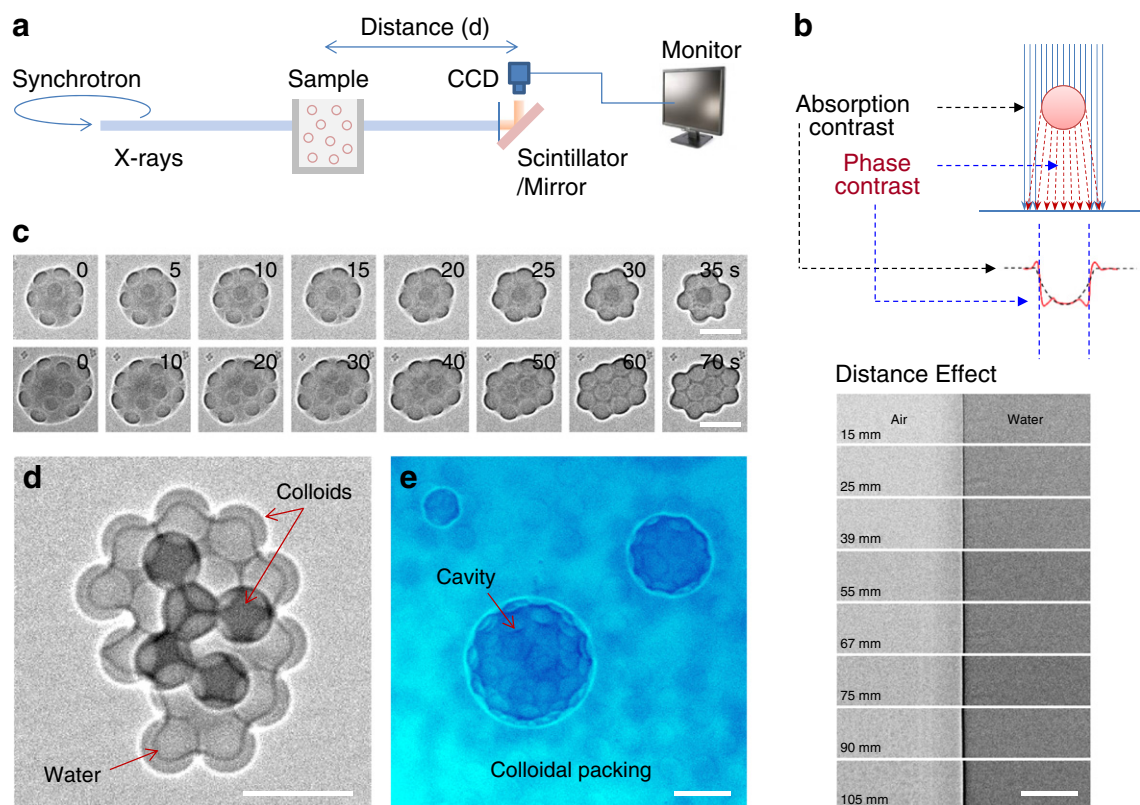 a
Distance (d)
Synchrotron
Sample
CCD
Monitor
X-rays
Scintillator
/Mirror
b
Absorption
contrast
Phase
contrast
c
0 5 10 15 20 25 30 35 s
0 10 20 30 40 50 60 70 s
Distance Effect
Air Water
15 mm
25 mm
39 mm
55 mm
67 mm
75 mm
90 mm
105 mm
d
Colloids
Water
e
Cavity
Colloidal packing